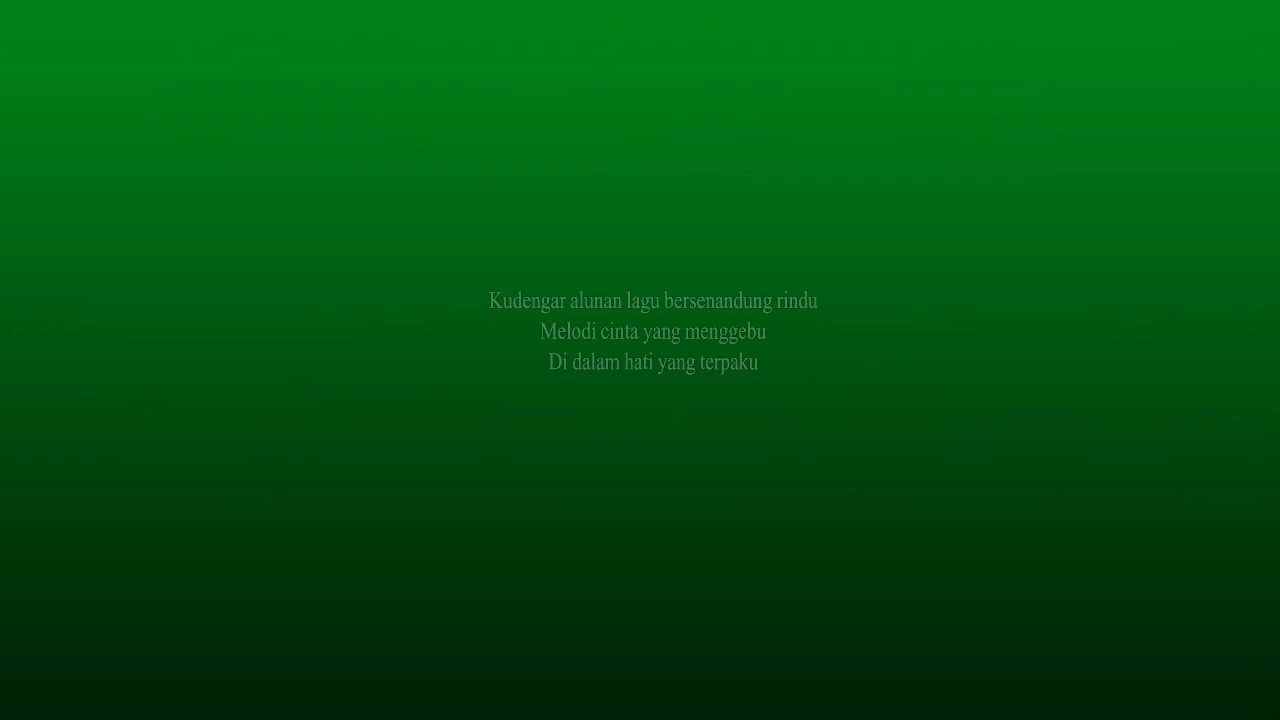 Kudengar alunan lagu bersenandung rindu
Melodi cinta yang menggebu
Di dalam hati yang terpaku